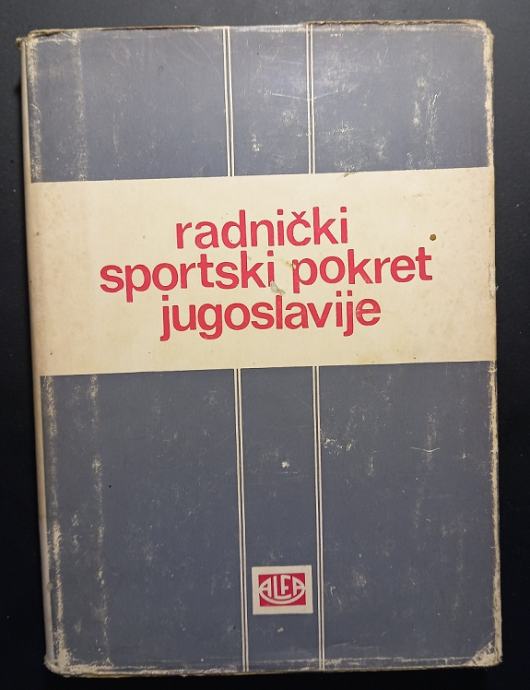 radnički
sportski pokret
jugoslavije
ALFA